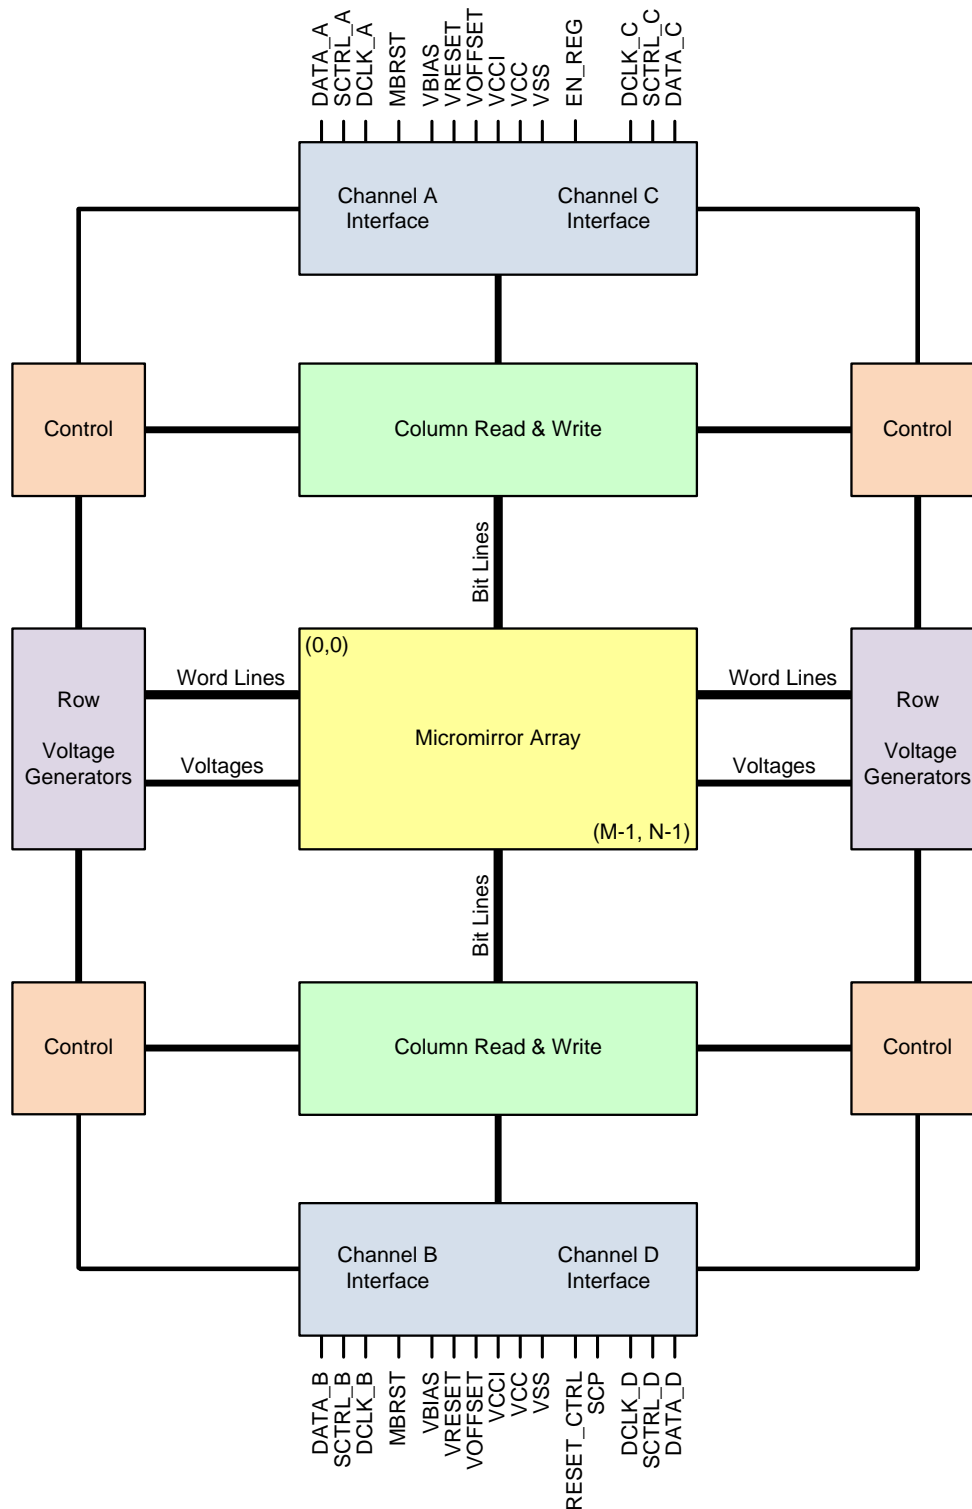 DATA_A
SCTRL_A
DCLK_A
MBRST
VBIAS
VRESET
VOFFSET
VCCI
VCC
VSS
EN_REG
DCLK_C
SCTRL_C
DATA_C
Channel A
Interface
Channel C
Interface
Control
Column Read & Write
Control
Bit Lines
(0,0)
Word Lines
Word Lines
Row
Row
Micromirror Array
Voltage
Generators
Voltage
Generators
Voltages
Voltages
(M-1, N-1)
Bit Lines
Control
Column Read & Write
Control
Channel B
Interface
Channel D
Interface
DATA_B
SCTRL_B
DCLK_B
MBRST
VBIAS
VRESET
VOFFSET
VCCI
VCC
VSS
RESET_CTRL
SCP
DCLK_D
SCTRL_D
DATA_D